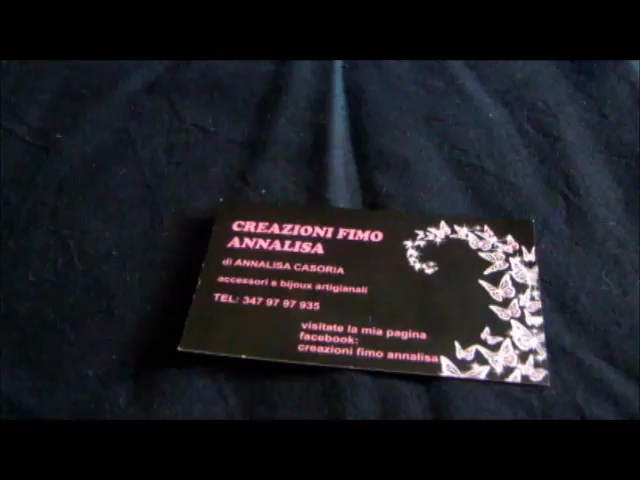 CREAZIONI FIMO
ANNALISA
di ANNALISA CASORIA
accessori e bijoux artigianali
TEL: 347 97 97 935
visitate la mia pagina
facebook:
creazioni fimo annalisa